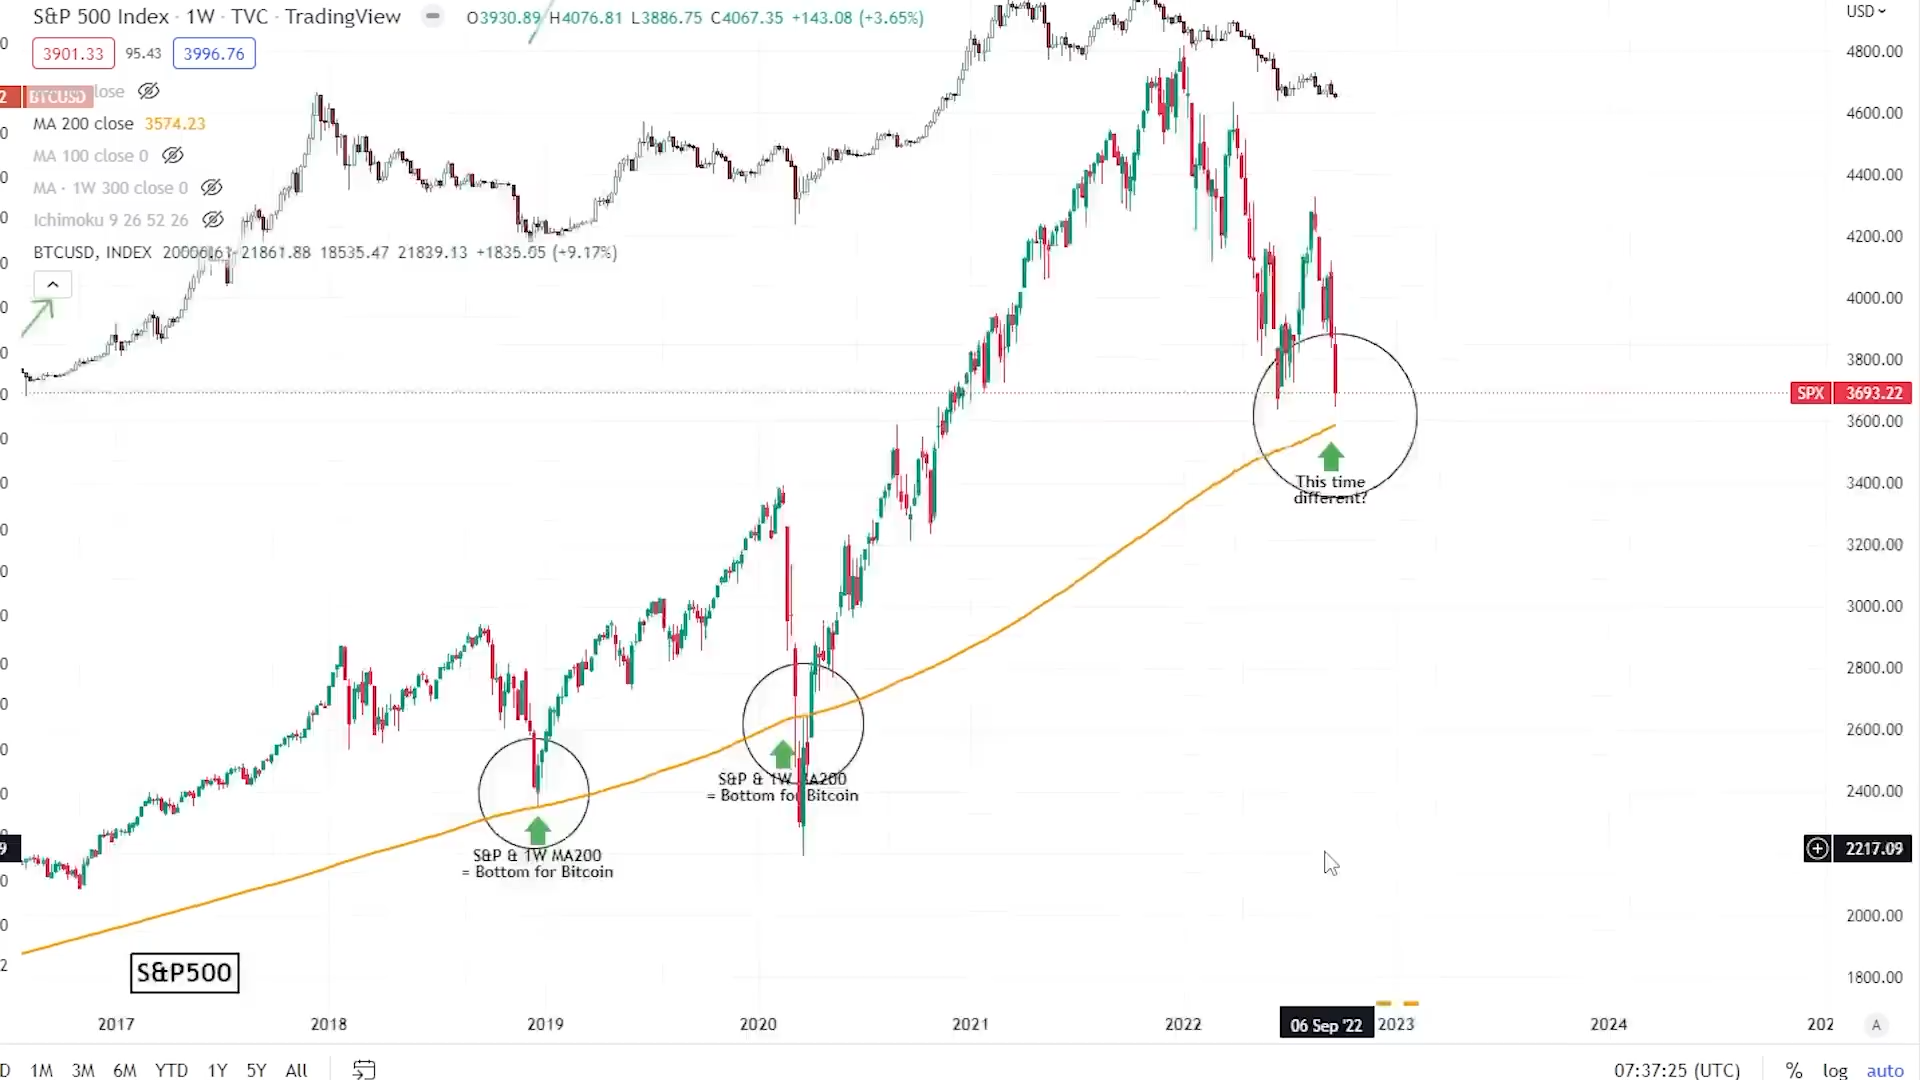 S&P 500 Index · 1W · TVC · TradingView O3930.89 H4076.81 L3886.75 C4067.35 +143.08 (+3.65%)
3901.33 95.43 3996.76
BTCUSD
MA 200 close 3574.23
MA 100 close 0
MA · 1W 300 close 0
Ichimoku 9 26 52 26
BTCUSD, INDEX 21861.88 18535.47 21839.13 (+9.17%)
USD
4800.00
4600.00
4400.00
4200.00
4000.00
3800.00
SPX 3693.22
3600.00
3400.00
3200.00
3000.00
2800.00
2600.00
2400.00
2217.09
2000.00
1800.00
This time
different?
S&P & 1W MA200
= Bottom for Bitcoin
S&P & 1W MA200
= Bottom for Bitcoin
S&P500
2017 2018 2019 2020 2021 2022 06 Sep '22 2023 2024
A
1M 3M 6M YTD 1Y 5Y All
07:37:25 (UTC) % log auto